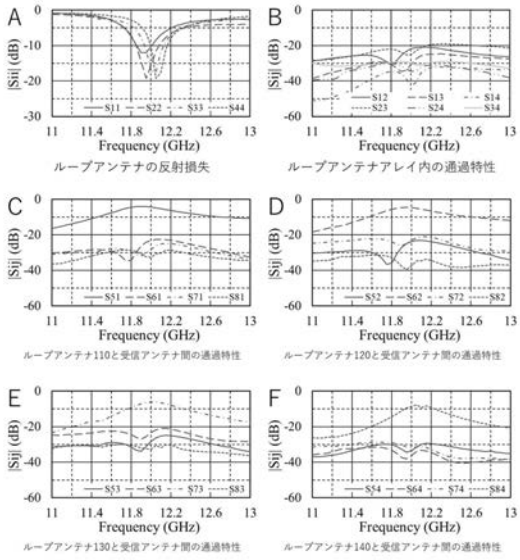 A
|Sij| (dB)
0
-10
-20
-30
S11 S22 S33 S44
11 11.4 11.8 12.2 12.6 13
Frequency (GHz)
ループアンテナの反射損失
B
|Sij| (dB)
0
-20
-40
-60
S12 S13 S14
S23 S24 S34
11 11.4 11.8 12.2 12.6 13
Frequency (GHz)
ループアンテナアレイ内の通過特性
C
|Sij| (dB)
0
-20
-40
-60
S51 S61 S71 S81
11 11.4 11.8 12.2 12.6 13
Frequency (GHz)
ループアンテナ110と受信アンテナ間の通過特性
D
|Sij| (dB)
0
-20
-40
-60
S52 S62 S72 S82
11 11.4 11.8 12.2 12.6 13
Frequency (GHz)
ループアンテナ120と受信アンテナ間の通過特性
E
|Sij| (dB)
0
-20
-40
-60
S53 S63 S73 S83
11 11.4 11.8 12.2 12.6 13
Frequency (GHz)
ループアンテナ130と受信アンテナ間の通過特性
F
|Sij| (dB)
0
-20
-40
-60
S54 S64 S74 S84
11 11.4 11.8 12.2 12.6 13
Frequency (GHz)
ループアンテナ140と受信アンテナ間の通過特性